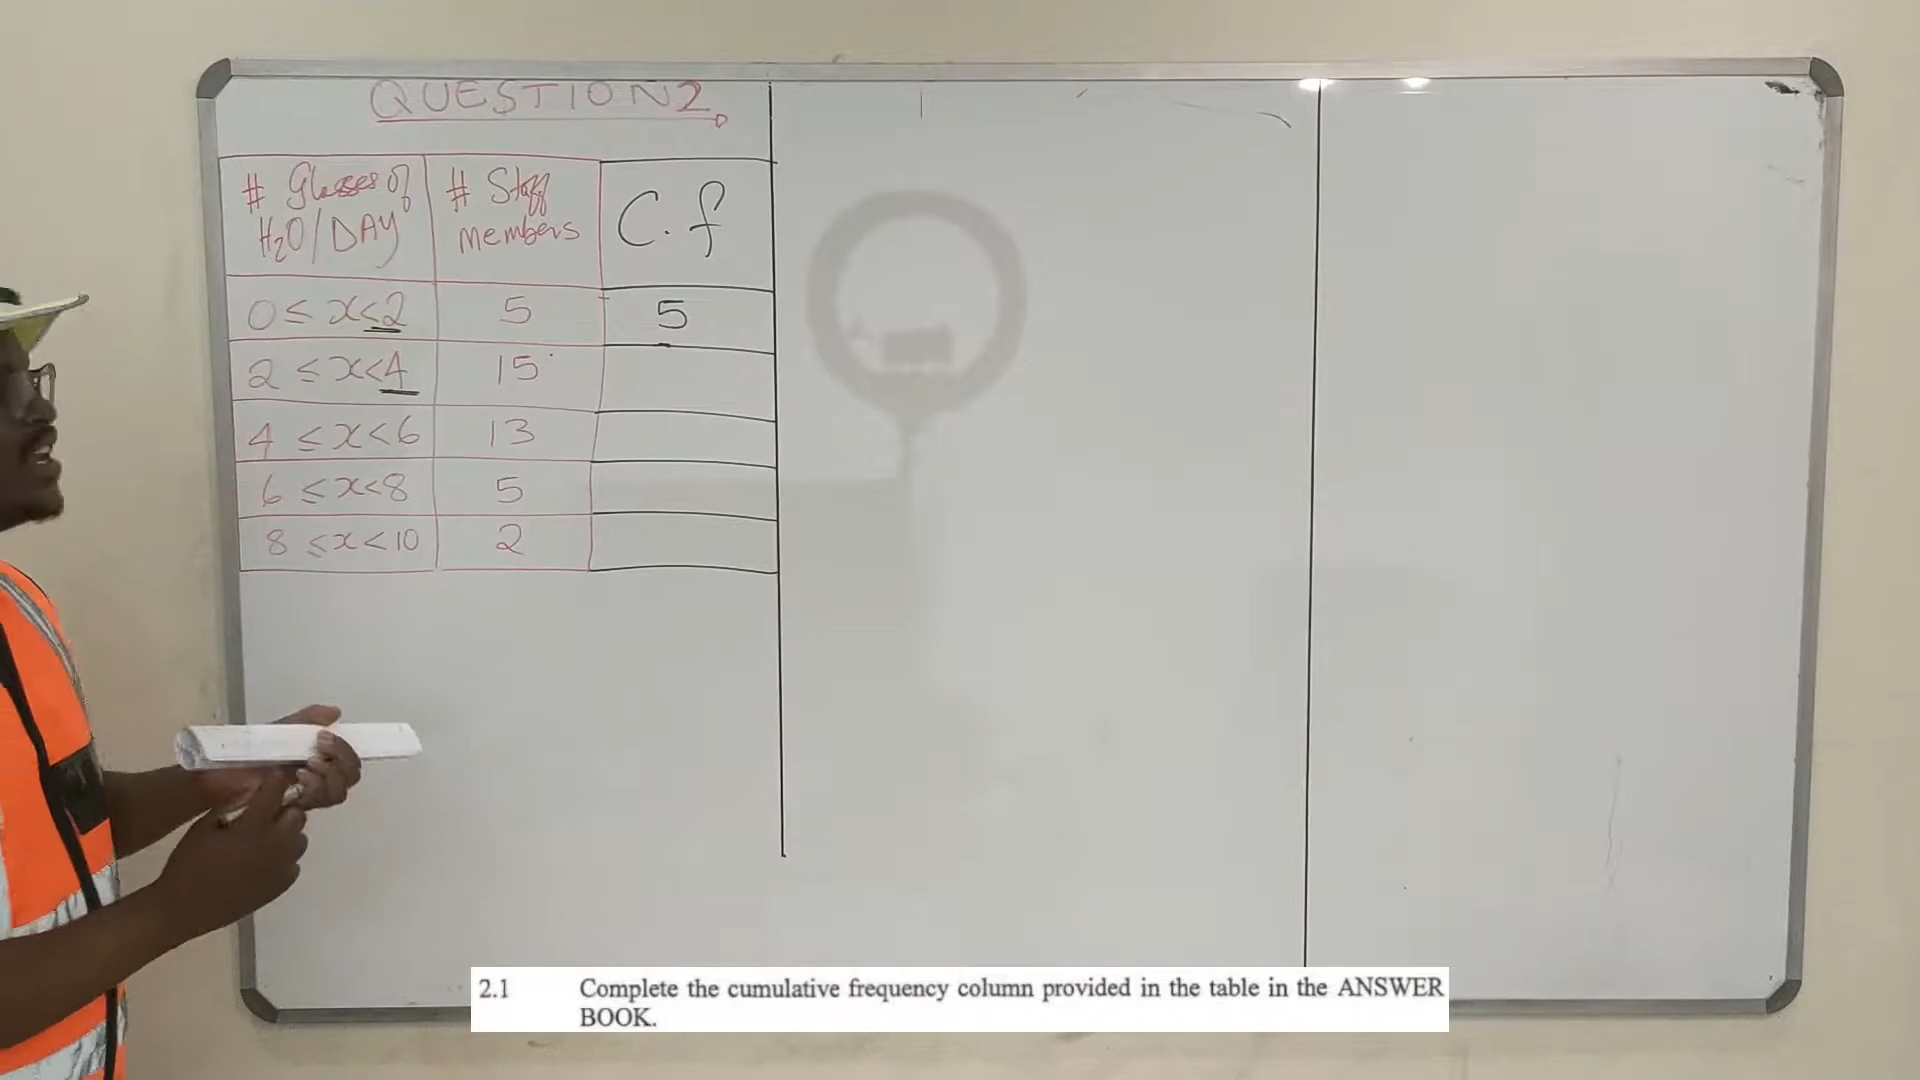 QUESTION 2
# Glasses of H₂O/DAY
# Staff members
C.f
0 ≤ x < 2
5
5
2 ≤ x < 4
15
4 ≤ x < 6
13
6 ≤ x < 8
5
8 ≤ x < 10
2
2.1 Complete the cumulative frequency column provided in the table in the ANSWER
BOOK.